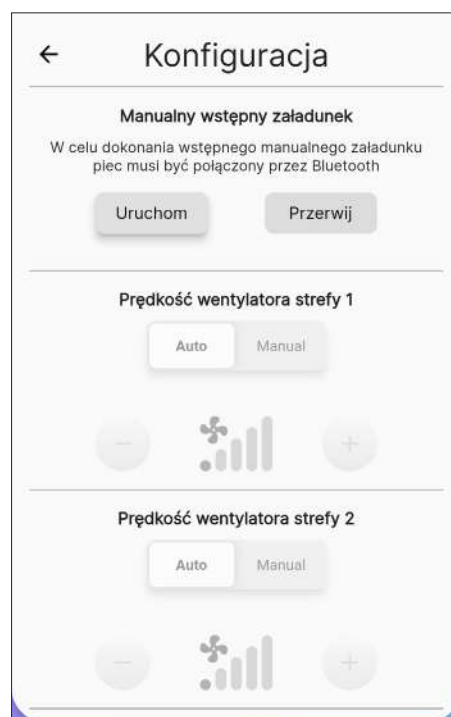 Konfiguracja
Manualny wstępny załadunek
W celu dokonania wstępnego manualnego załadunku
piec musi być połączony przez Bluetooth
Uruchom Przerwij
Prędkość wentylatora strefy 1
Auto Manual
Prędkość wentylatora strefy 2
Auto Manual